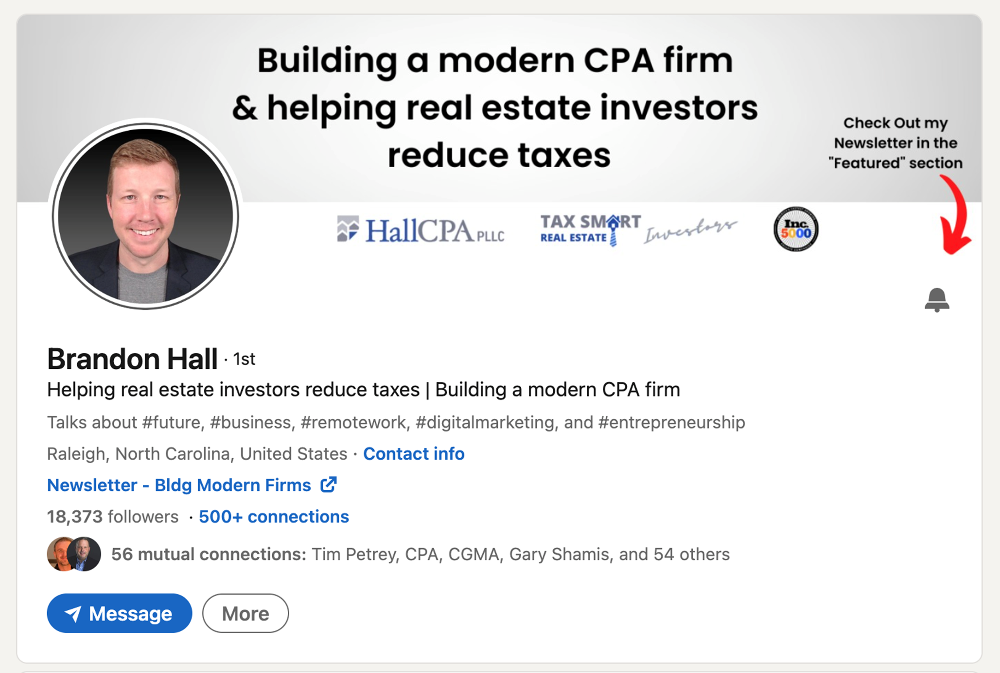 Building a modern CPA firm
& helping real estate investors
reduce taxes
Check Out my
Newsletter in the
"Featured" section
HallCPA PLLC
TAX SMART
REAL ESTATE
Investors
Inc.
5000
Brandon Hall · 1st
Helping real estate investors reduce taxes | Building a modern CPA firm
Talks about #future, #business, #remotework, #digitalmarketing, and #entrepreneurship
Raleigh, North Carolina, United States · Contact info
Newsletter - Bldg Modern Firms
18,373 followers · 500+ connections
56 mutual connections: Tim Petrey, CPA, CGMA, Gary Shamis, and 54 others
Message
More